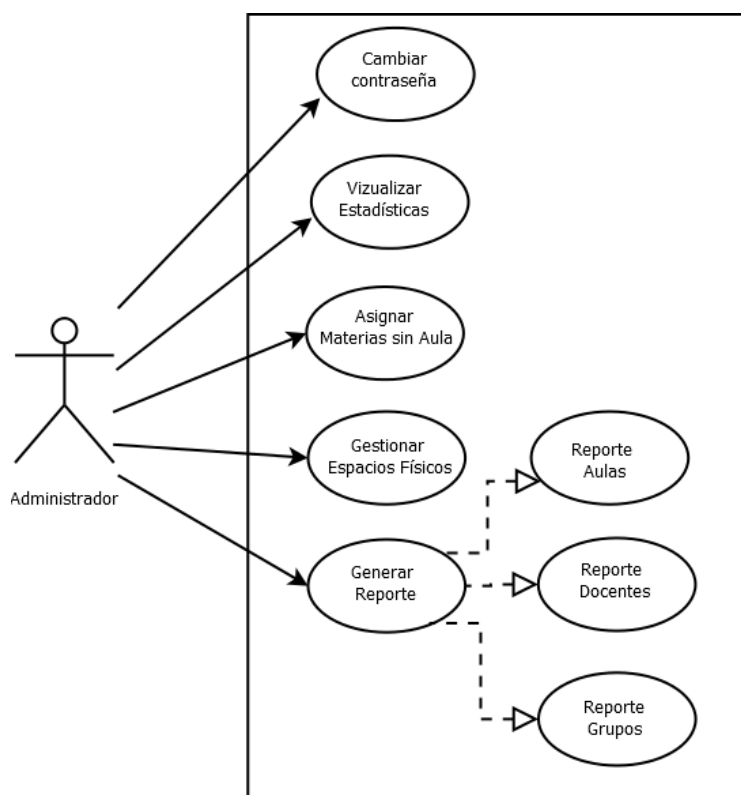 Cambiar
contraseña
Vizualizar
Estadísticas
Asignar
Materias sin Aula
Gestionar
Espacios Físicos
Reporte
Aulas
Administrador
Generar
Reporte
Reporte
Docentes
Reporte
Grupos